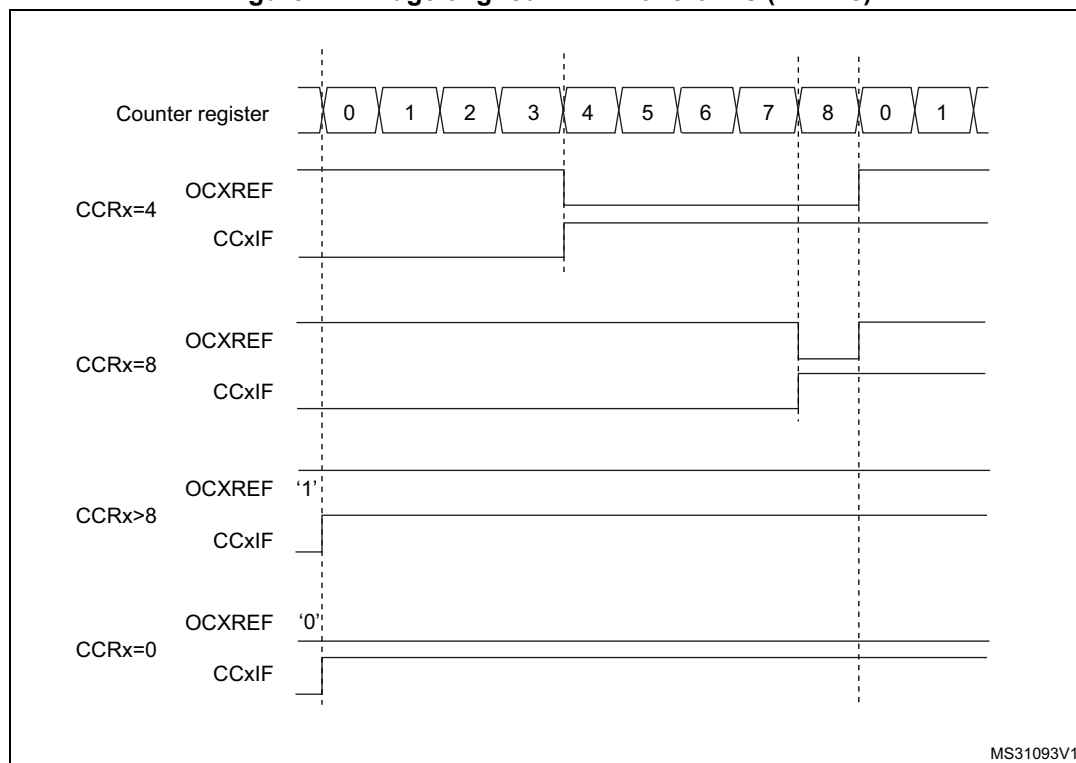 Counter register 0 1 2 3 4 5 6 7 8 0 1
OCXREF
CCRx=4
CCxIF
OCXREF
CCRx=8
CCxIF
OCXREF ‘1’
CCRx>8
CCxIF
OCXREF ‘0’
CCRx=0
CCxIF
MS31093V1